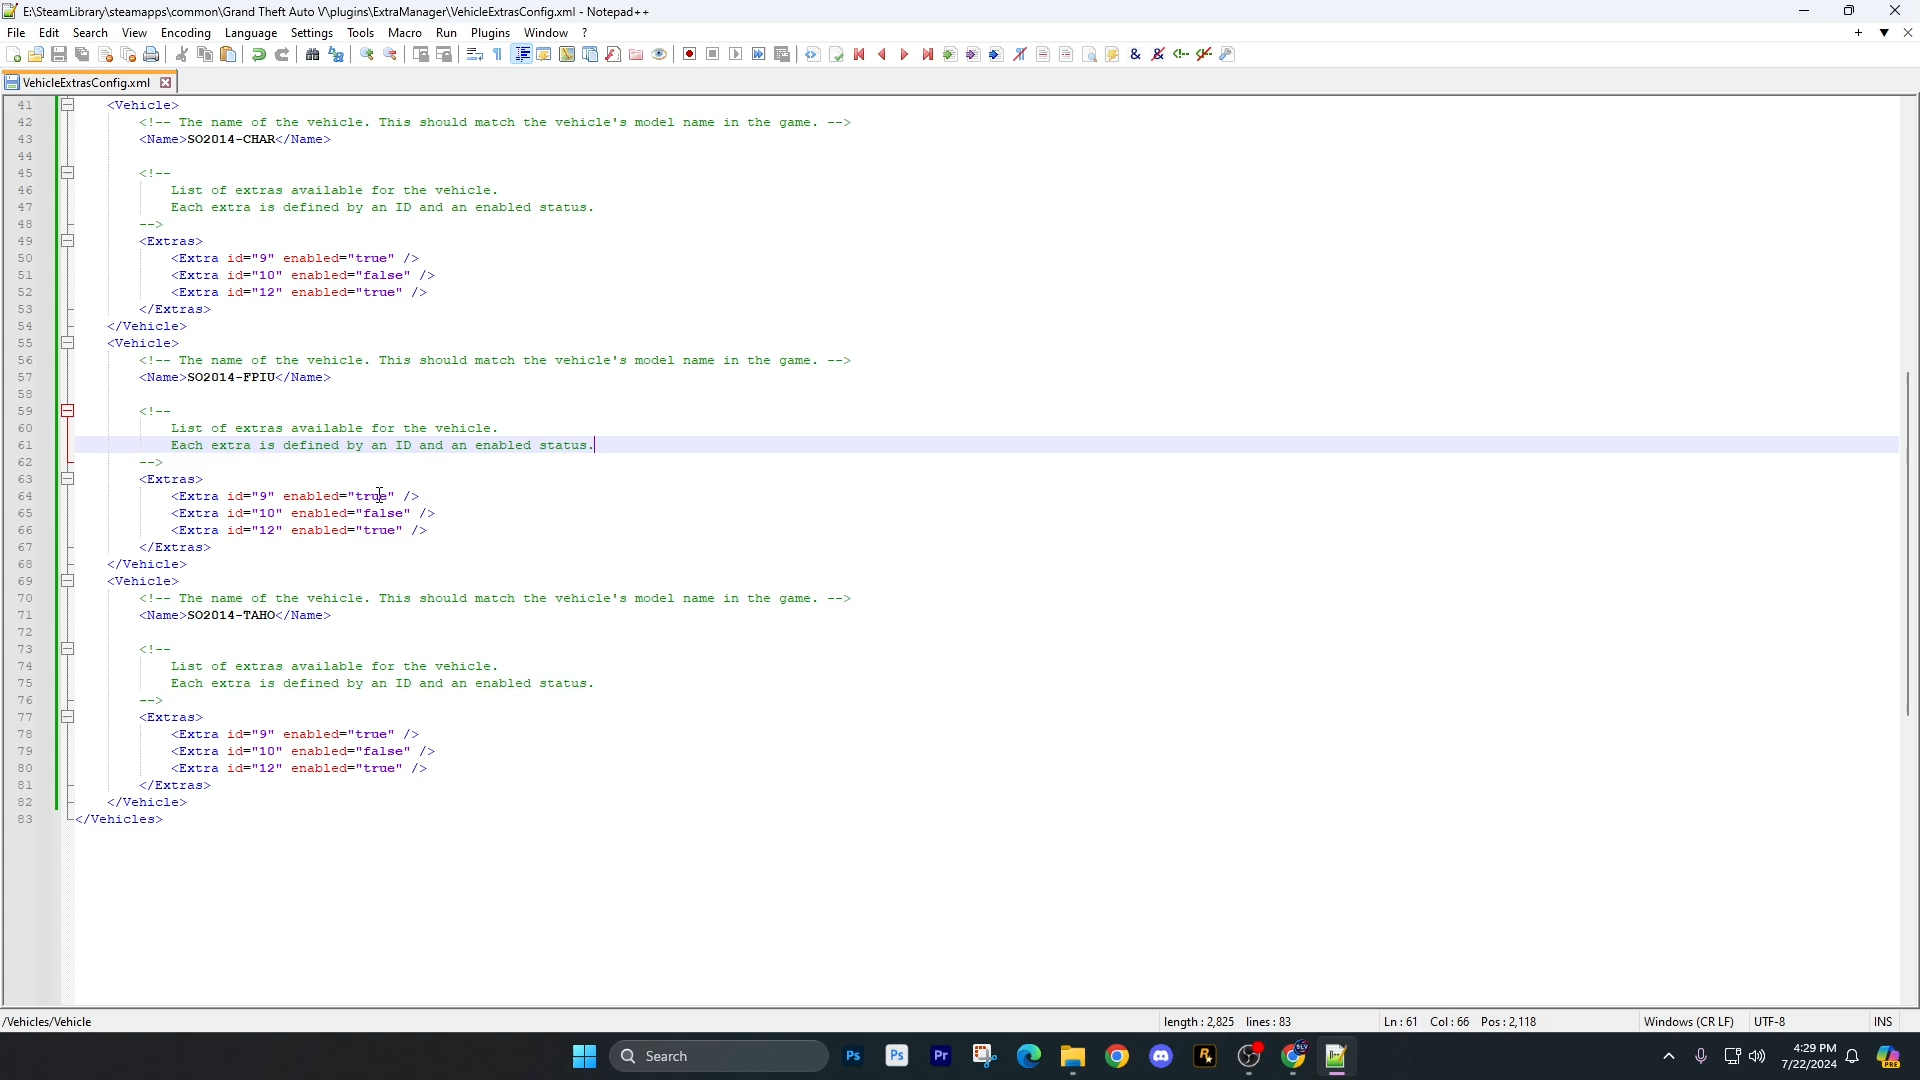 E:\SteamLibrary\steamapps\common\Grand Theft Auto V\plugins\ExtraManager\VehicleExtrasConfig.xml - Notepad++
File Edit Search View Encoding Language Settings Tools Macro Run Plugins Window ?
VehicleExtrasConfig.xml
41 <Vehicle>
42 <!-- The name of the vehicle. This should match the vehicle's model name in the game. -->
43 <Name>SO2014-CHAR</Name>
44
45 <!--
46 List of extras available for the vehicle.
47 Each extra is defined by an ID and an enabled status.
48 -->
49 <Extras>
50 <Extra id="9" enabled="true" />
51 <Extra id="10" enabled="false" />
52 <Extra id="12" enabled="true" />
53 </Extras>
54 </Vehicle>
55 <Vehicle>
56 <!-- The name of the vehicle. This should match the vehicle's model name in the game. -->
57 <Name>SO2014-FPIU</Name>
58
59 <!--
60 List of extras available for the vehicle.
61 Each extra is defined by an ID and an enabled status.
62 -->
63 <Extras>
64 <Extra id="9" enabled="true" />
65 <Extra id="10" enabled="false" />
66 <Extra id="12" enabled="true" />
67 </Extras>
68 </Vehicle>
69 <Vehicle>
70 <!-- The name of the vehicle. This should match the vehicle's model name in the game. -->
71 <Name>SO2014-TAHO</Name>
72
73 <!--
74 List of extras available for the vehicle.
75 Each extra is defined by an ID and an enabled status.
76 -->
77 <Extras>
78 <Extra id="9" enabled="true" />
79 <Extra id="10" enabled="false" />
80 <Extra id="12" enabled="true" />
81 </Extras>
82 </Vehicle>
83 </Vehicles>
/Vehicles/Vehicle length : 2,825 lines : 83 Ln : 61 Col : 66 Pos : 2,118 Windows (CR LF) UTF-8 INS
Search Ps Ps Pr 4:29 PM
7/22/2024 PRE